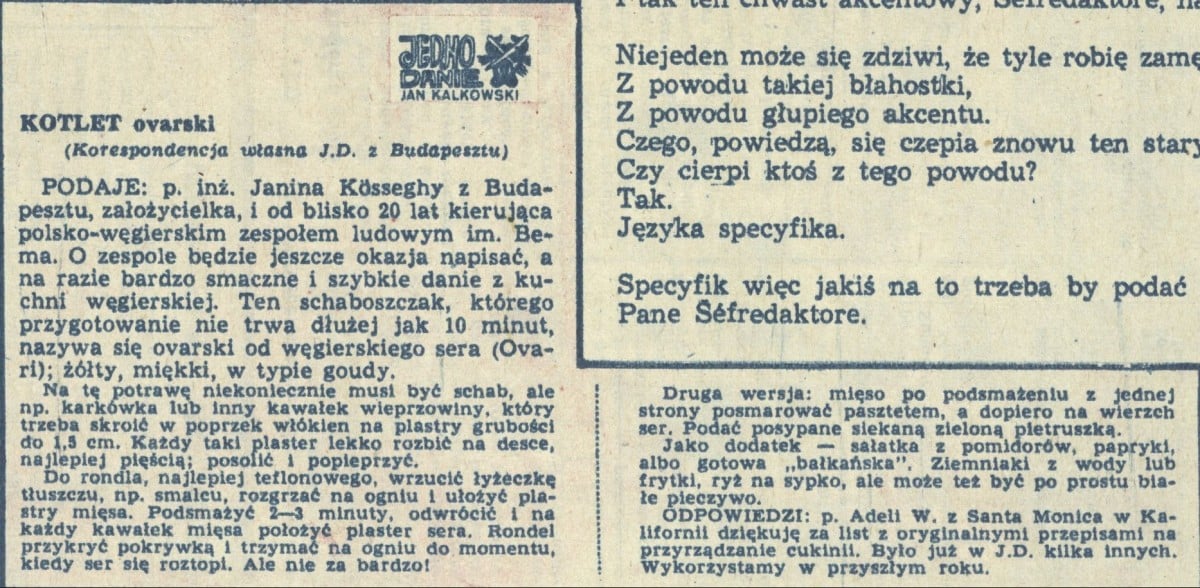 JEDNO
DANIE
JAN KALKOWSKI
KOTLET ovarski
(Korespondencja własna J.D. z Budapesztu)
PODAJE: p. inż. Janina Kösseghy z Buda-
pesztu, założycielka, i od blisko 20 lat kierująca
polsko-węgierskim zespołem ludowym im. Be-
ma. O zespole będzie jeszcze okazja napisać, a
na razie bardzo smaczne i szybkie danie z ku-
chni węgierskiej. Ten schaboszczak, którego
przygotowanie nie trwa dłużej jak 10 minut,
nazywa się ovarski od węgierskiego sera (Ova-
ri); żółty, miękki, w typie goudy.
Na tę potrawę niekoniecznie musi być schab, ale
np. karkówka lub inny kawałek wieprzowiny, który
trzeba skroić w poprzek włókien na plastry grubości
do 1,5 cm. Każdy taki plaster lekko rozbić na desce,
najlepiej pięścią; posolić i popieprzyć.
Do rondla, najlepiej teflonowego, wrzucić łyżeczkę
tłuszczu, np. smalcu, rozgrzać na ogniu i ułożyć pla-
stry mięsa. Podsmażyć 2—3 minuty, odwrócić i na
każdy kawałek mięsa położyć plaster sera. Rondel
przykryć pokrywką i trzymać na ogniu do momentu,
kiedy ser się roztopi. Ale nie za bardzo!
Druga wersja: mięso po podsmażeniu z jednej
strony posmarować pasztetem, a dopiero na wierzch
ser. Podać posypane siekaną zieloną pietruszką.
Jako dodatek — sałatka z pomidorów, papryki,
albo gotowa „bałkańska". Ziemniaki z wody lub
frytki, ryż na sypko, ale może też być po prostu bia-
łe pieczywo.
ODPOWIEDZI: p. Adeli W. z Santa Monica w Ka-
lifornii dziękuję za list z oryginalnymi przepisami na
przyrządzanie cukinii. Było już w J.D. kilka innych.
Wykorzystamy w przyszłym roku.
I tak ten chwast akcentowy, Séfredaktore,
Niejeden może się zdziwi, że tyle robię zamę
Z powodu takiej błahostki,
Z powodu głupiego akcentu.
Czego, powiedzą, się czepia znowu ten stary
Czy cierpi ktoś z tego powodu?
Tak.
Języka specyfika.
Specyfik więc jakiś na to trzeba by podać
Pane Śéfredaktore.